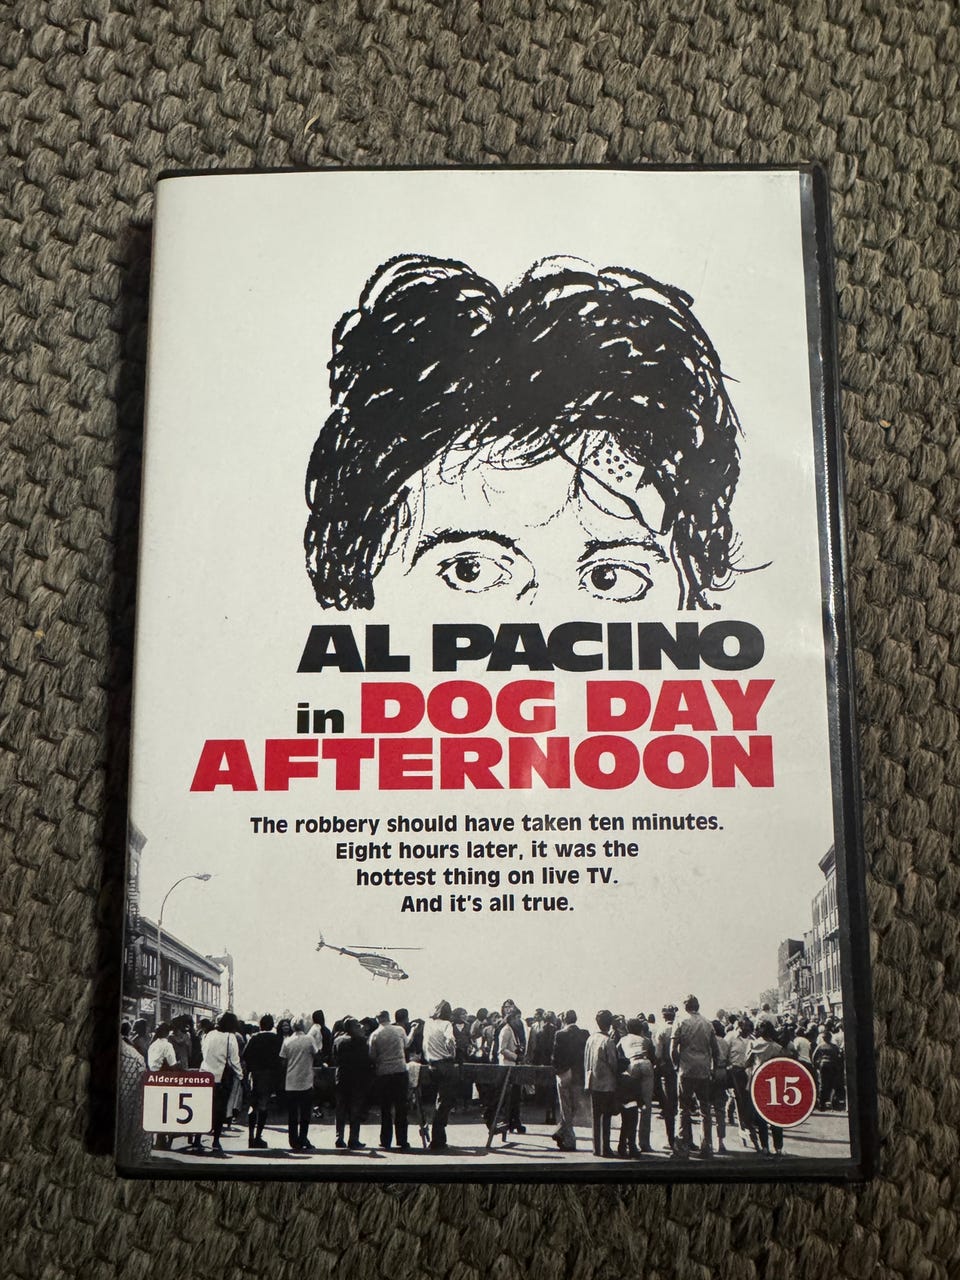 AL PACINO
in DOG DAY
AFTERNOON
The robbery should have taken ten minutes.
Eight hours later, it was the
hottest thing on live TV.
And it's all true.
Aldersgrense
15
15